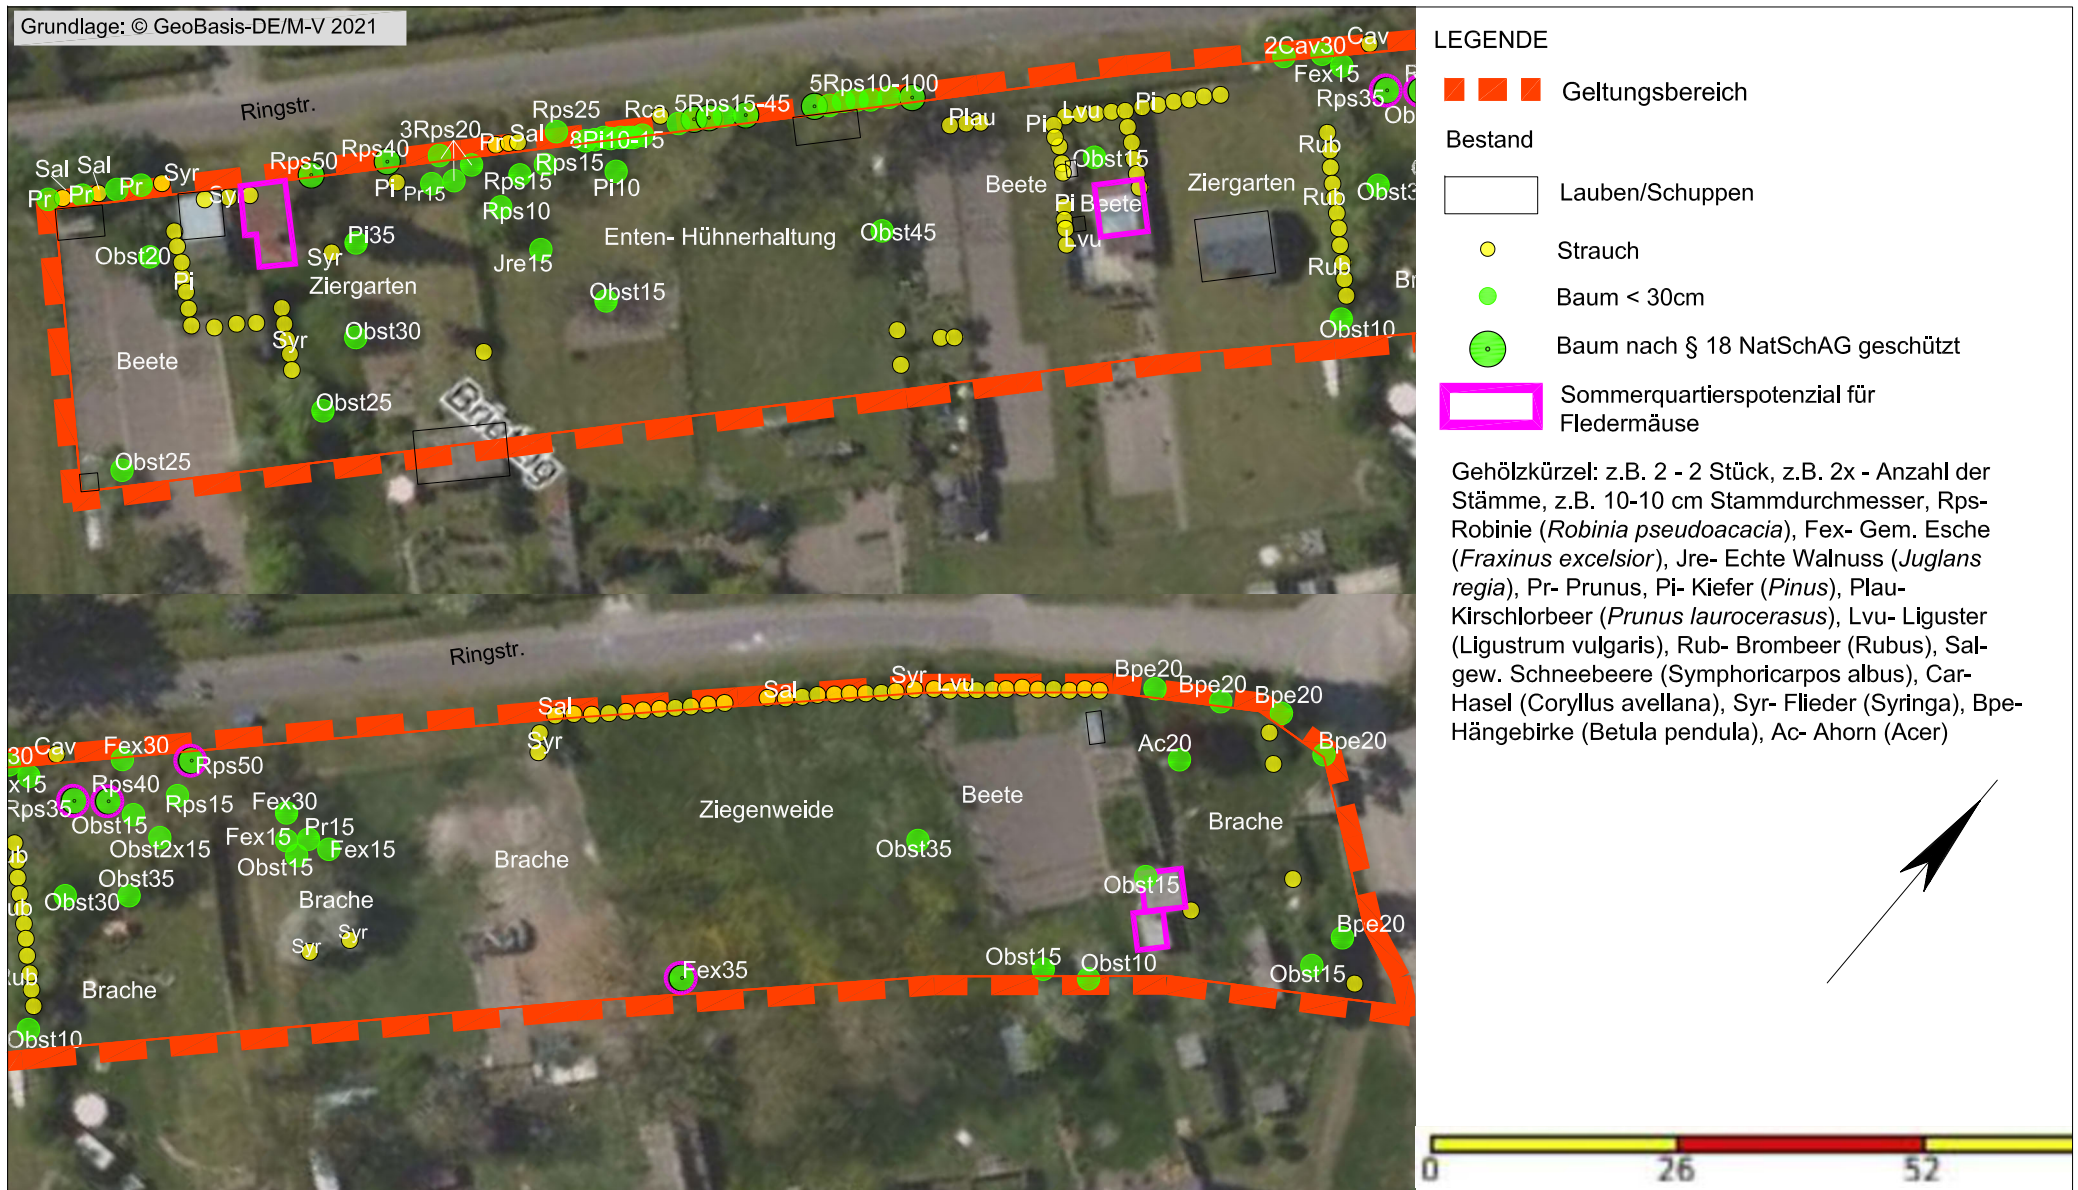 Grundlage: © GeoBasis-DE/M-V 2021
Ringstr.
2Cav30
Cav
Fex15
Rps35
5Rps10-100
5Rps15-45
Rca
Rps25
8Pi10-15
3Rps20
Pr
Sal
Rps40
Rps50
Sal
Sal
Syr
Pr
Pr
Pr
Syr
Pi
Pr15
Rps15
Rps15
Rps10
Pi10
Plau
Lvu
Pi
Pi
Obst15
Beete
Pi
Beete
Lvu
Ziergarten
Rub
Rub
Rub
Obst10
Obst20
Pi
Pi35
Syr
Ziergarten
Jre15
Enten- Hühnerhaltung
Obst45
Obst15
Obst30
Syr
Beete
Obst25
Obst25
Ringstr.
Cav
Fex30
Rps50
Rps35
Rps40
Rps15
Obst15
Obst2x15
Fex30
Fex15
Pr15
Fex15
Obst15
Obst30
Obst35
Brache
Syr
Syr
Brache
Obst10
Sal
Syr
Sal
Syr
Lvu
Bpe20
Bpe20
Bpe20
Bpe20
Ac20
Brache
Ziegenweide
Beete
Brache
Obst35
Obst15
Fex35
Obst15
Obst10
Bpe20
Obst15
LEGENDE
Geltungsbereich
Bestand
Lauben/Schuppen
Strauch
Baum < 30cm
Baum nach § 18 NatSchAG geschützt
Sommerquartierspotenzial für
Fledermäuse
Gehölzkürzel: z.B. 2 - 2 Stück, z.B. 2x - Anzahl der
Stämme, z.B. 10-10 cm Stammdurchmesser, Rps-
Robinie (Robinia pseudoacacia), Fex- Gem. Esche
(Fraxinus excelsior), Jre- Echte Walnuss (Juglans
regia), Pr- Prunus, Pi- Kiefer (Pinus), Plau-
Kirschlorbeer (Prunus laurocerasus), Lvu- Liguster
(Ligustrum vulgaris), Rub- Brombeer (Rubus), Sal-
gew. Schneebeere (Symphoricarpos albus), Car-
Hasel (Coryllus avellana), Syr- Flieder (Syringa), Bpe-
Hängebirke (Betula pendula), Ac- Ahorn (Acer)
0 26 52